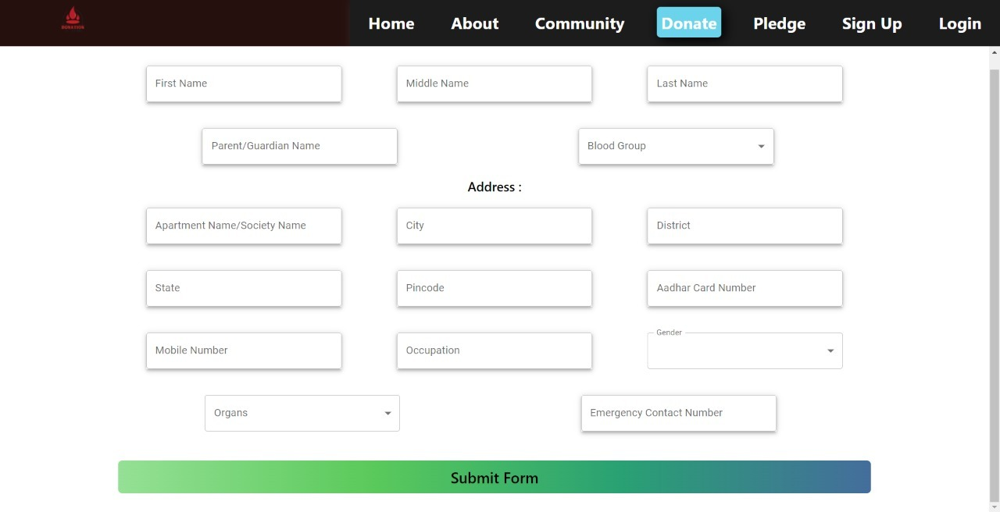 DONATION
Home About Community Donate Pledge Sign Up Login
First Name Middle Name Last Name
Parent/Guardian Name Blood Group
Address :
Apartment Name/Society Name City District
State Pincode Aadhar Card Number
Mobile Number Occupation Gender
Organs Emergency Contact Number
Submit Form